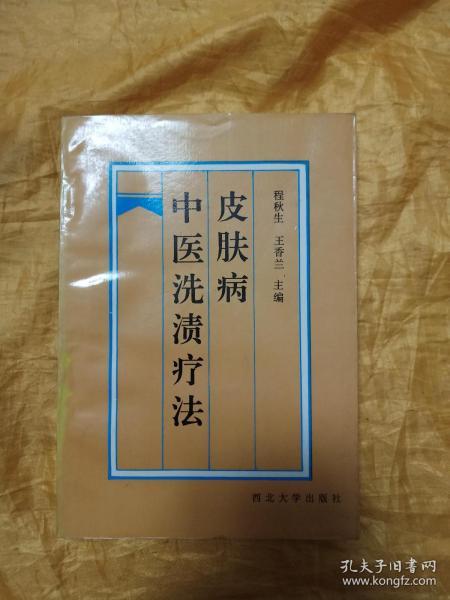 程秋生 王香兰 主编
皮肤病
中医洗渍疗法
西北大学出版社
孔夫子旧书网
www.kongfz.com